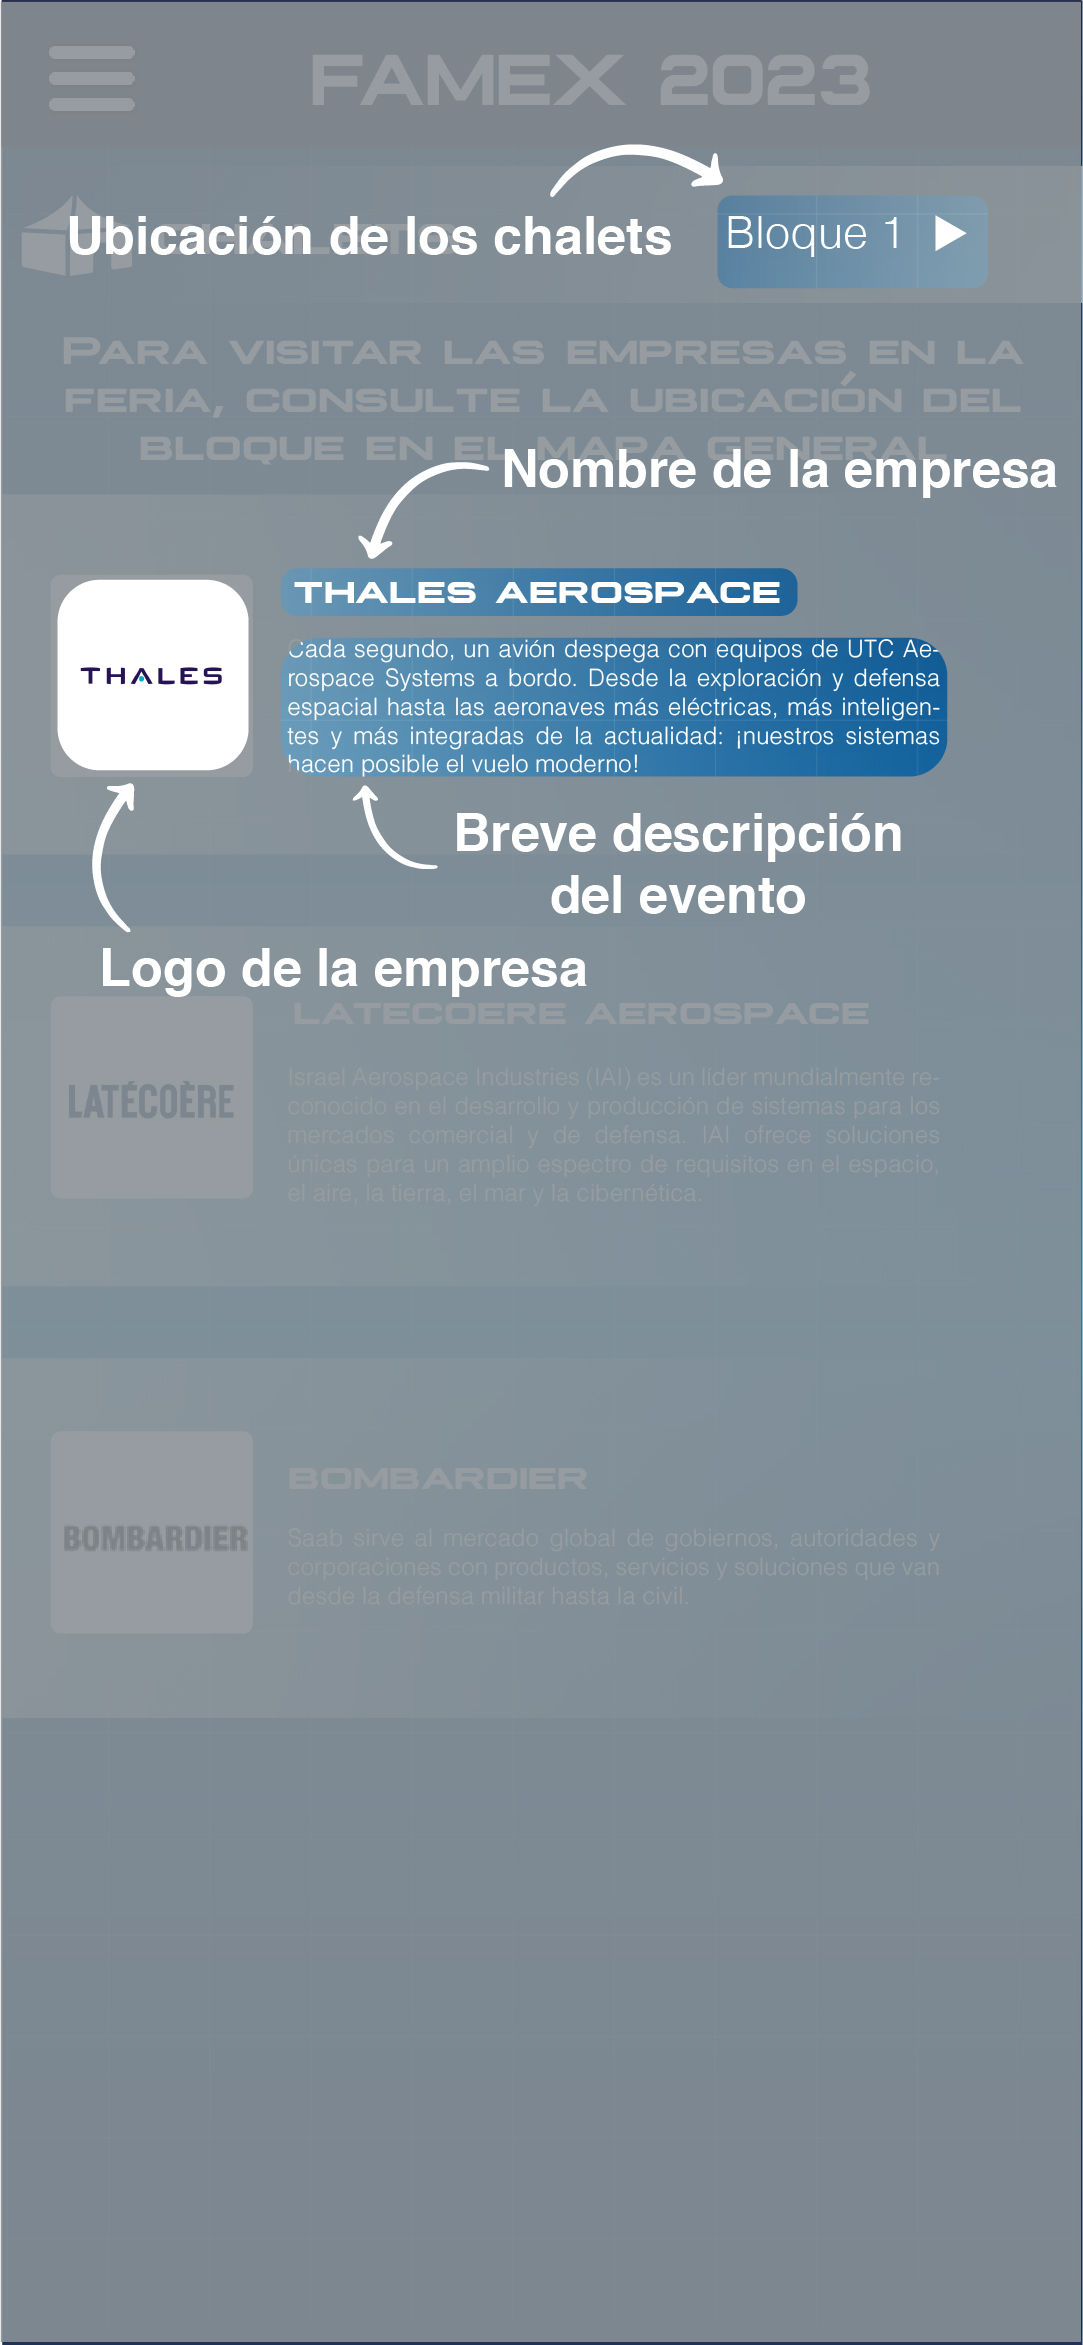 FAMEX 2023
Ubicación de los chalets
Bloque 1
PARA VISITAR LAS EMPRESAS EN LA
FERIA, CONSULTE LA UBICACIÓN DEL
BLOQUE EN EL MAPA GENERAL
Nombre de la empresa
THALES AEROSPACE
THALES
Cada segundo, un avión despega con equipos de UTC Ae-
rospace Systems a bordo. Desde la exploración y defensa
espacial hasta las aeronaves más eléctricas, más inteligen-
tes y más integradas de la actualidad: ¡nuestros sistemas
hacen posible el vuelo moderno!
Breve descripción
del evento
Logo de la empresa
LATECOERE AEROSPACE
LATÉCOÈRE
Israel Aerospace Industries (IAI) es un líder mundialmente re-
conocido en el desarrollo y producción de sistemas para los
mercados comercial y de defensa. IAI ofrece soluciones
únicas para un amplio espectro de requisitos en el espacio,
el aire, la tierra, el mar y la cibernética.
BOMBARDIER
BOMBARDIER
Saab sirve al mercado global de gobiernos, autoridades y
corporaciones con productos, servicios y soluciones que van
desde la defensa militar hasta la civil.